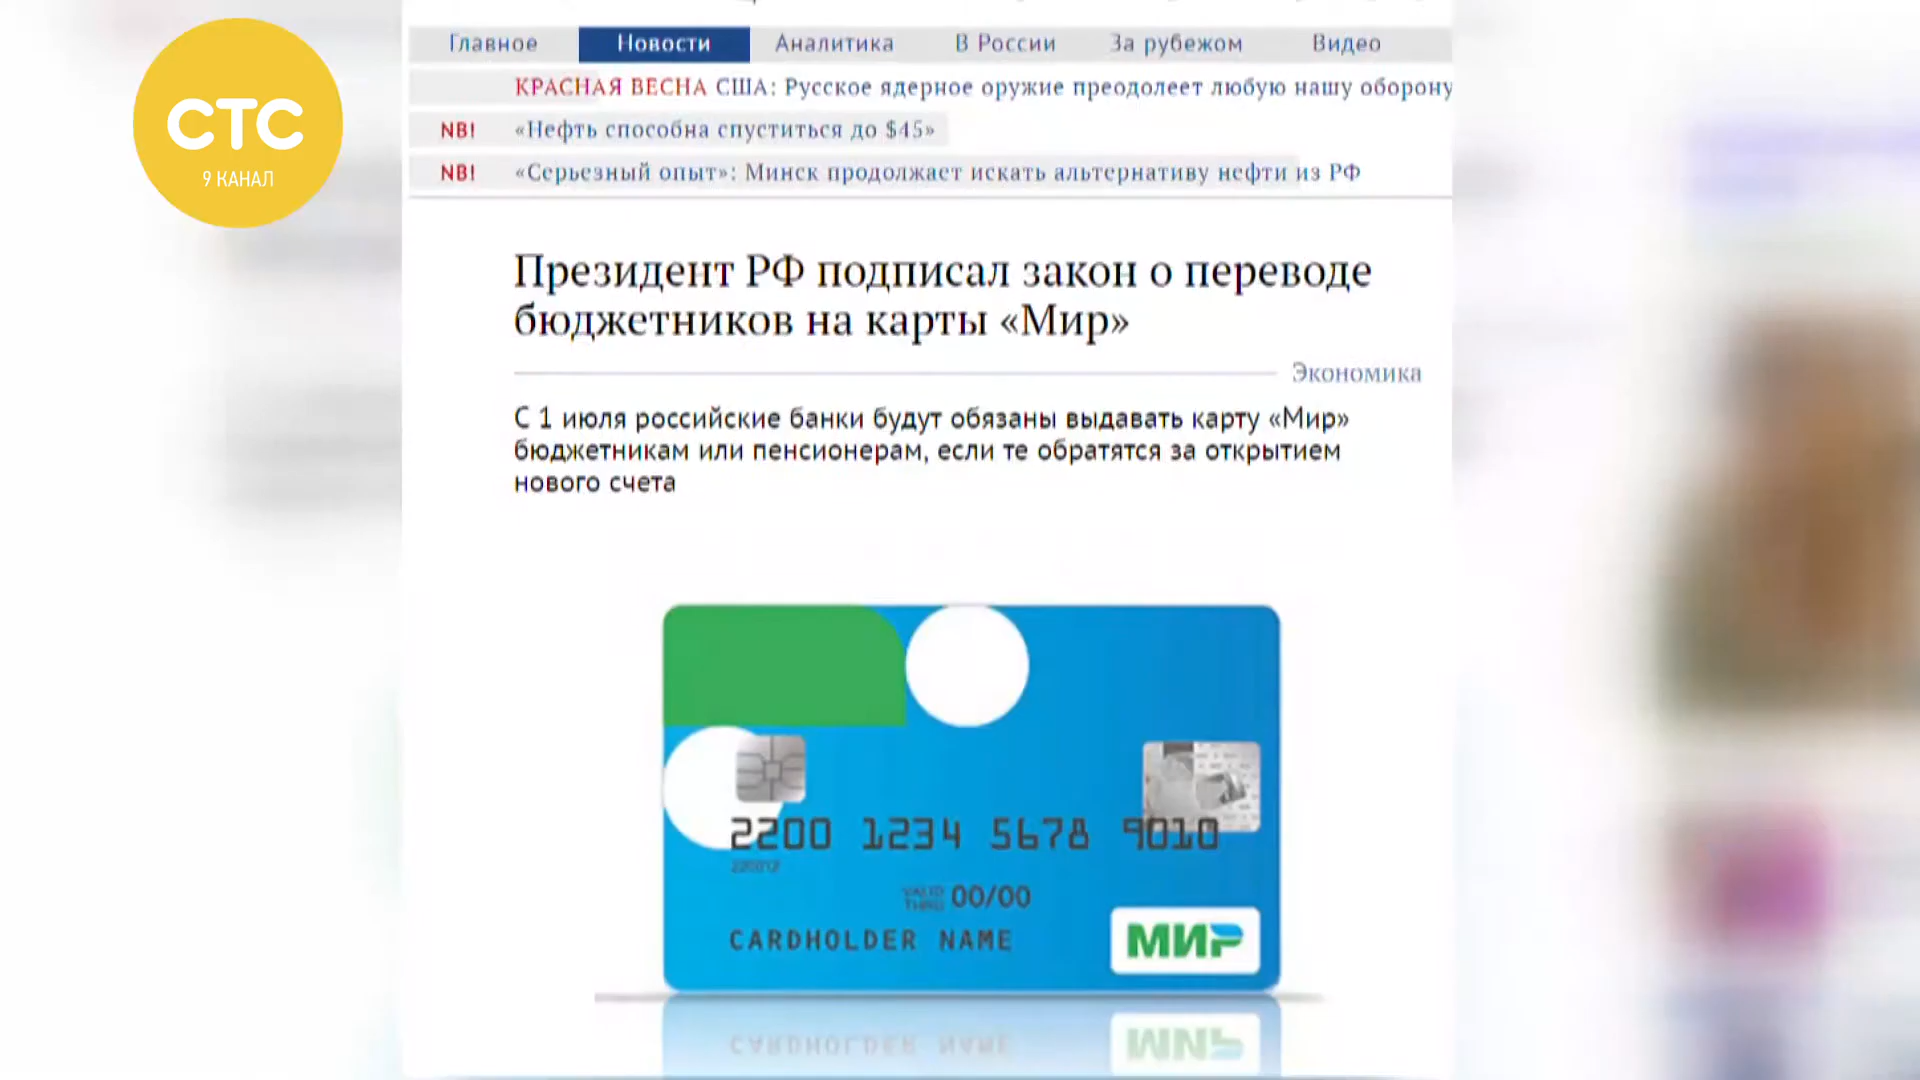 СТС
9 КАНАЛ
Главное Новости Аналитика В России За рубежом Видео
КРАСНАЯ ВЕСНА США: Русское ядерное оружие преодолеет любую нашу оборону
NB! «Нефть способна спуститься до $45»
NB! «Серьезный опыт»: Минск продолжает искать альтернативу нефти из РФ
Президент РФ подписал закон о переводе
бюджетников на карты «Мир»
Экономика
С 1 июля российские банки будут обязаны выдавать карту «Мир»
бюджетникам или пенсионерам, если те обратятся за открытием
нового счета
2200 1234 5678 9010
VALID THRU 00/00
CARDHOLDER NAME
МИР